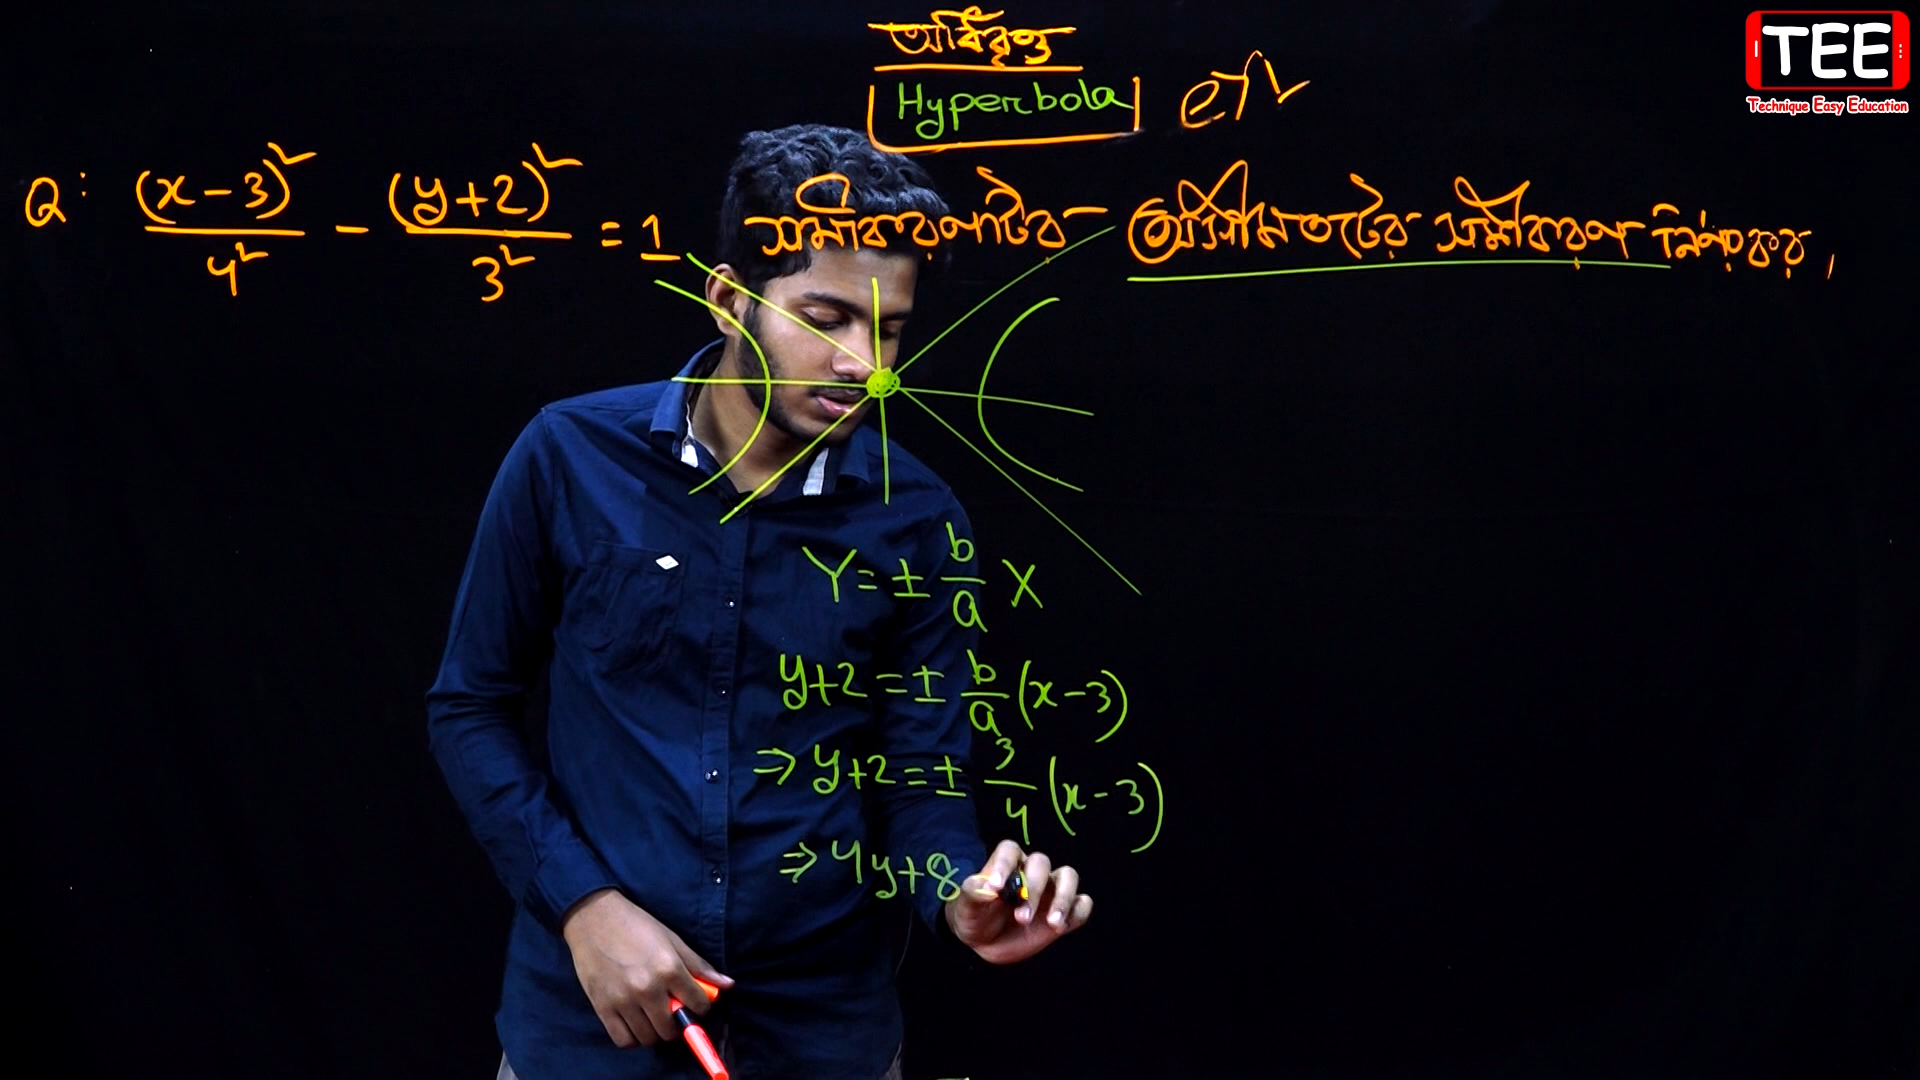 অধিবৃত্ত
Hyperbola e>1
TEE
Technique Easy Education
Q: (x-3)²/4² - (y+2)²/3² = 1 সমীকরণটির অসীমতটের সমীকরণ নির্ণয় কর,
Y = ± b/a X
y+2 = ± b/a (x-3)
⇒ y+2 = ± 3/4 (x-3)
⇒ 4y+8